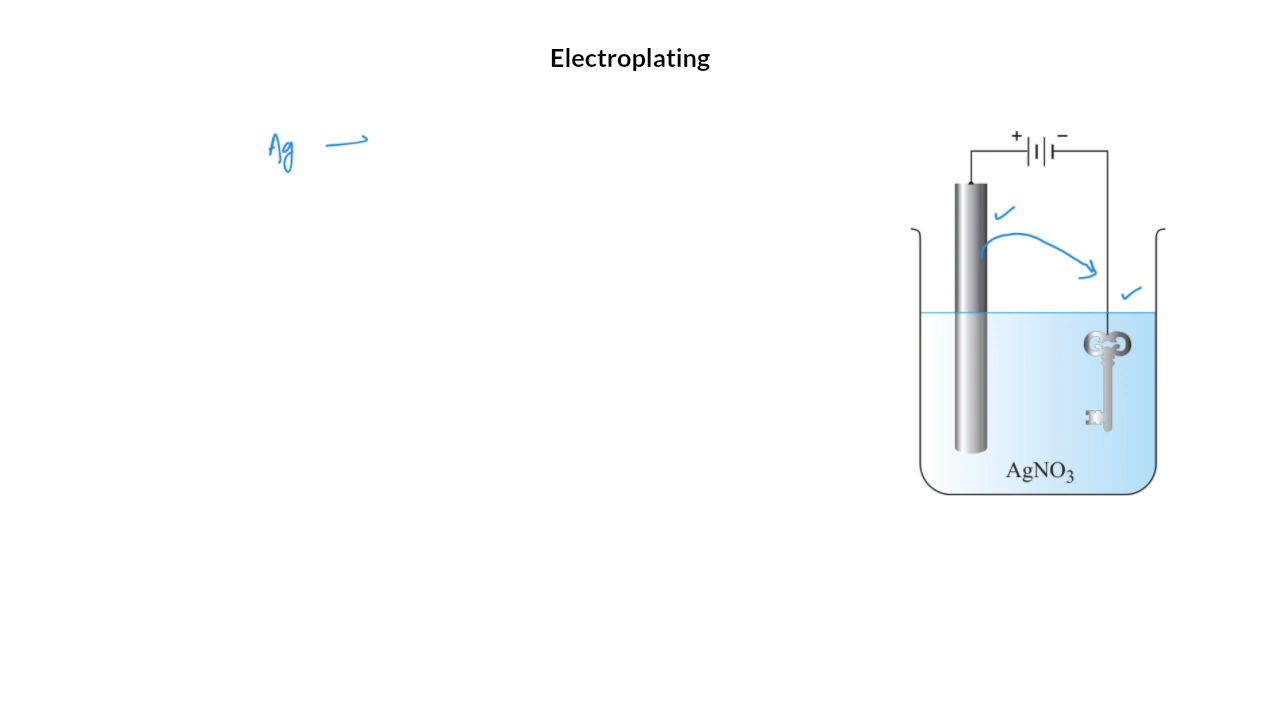 Electroplating
Ag →
+ −
AgNO₃